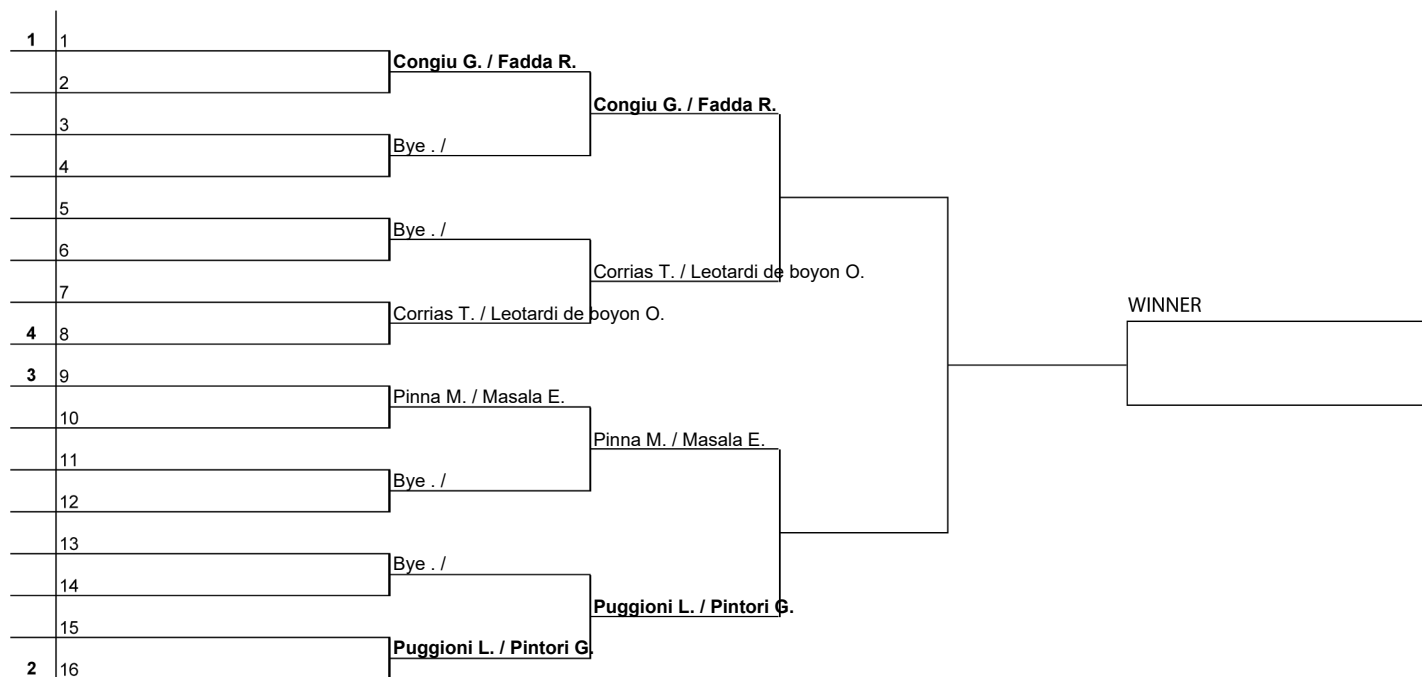 1 1
Congiu G. / Fadda R.
2
Congiu G. / Fadda R.
3
Bye . /
4
5
Bye . /
6
Corrias T. / Leotardi de boyon O.
7
Corrias T. / Leotardi de boyon O.
WINNER
4 8
3 9
Pinna M. / Masala E.
10
Pinna M. / Masala E.
11
Bye . /
12
13
Bye . /
14
Puggioni L. / Pintori G.
15
Puggioni L. / Pintori G.
2 16